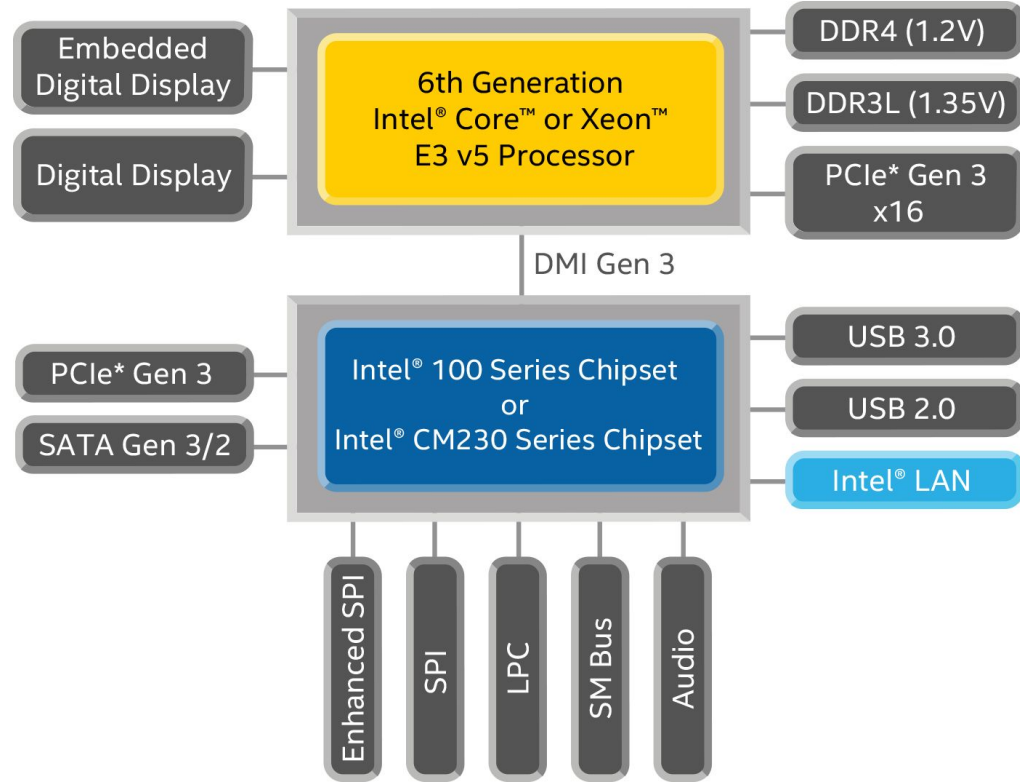 Embedded
Digital Display
Digital Display
6th Generation
Intel® Core™ or Xeon™
E3 v5 Processor
DDR4 (1.2V)
DDR3L (1.35V)
PCIe* Gen 3
x16
DMI Gen 3
PCIe* Gen 3
SATA Gen 3/2
Intel® 100 Series Chipset
or
Intel® CM230 Series Chipset
USB 3.0
USB 2.0
Intel® LAN
Enhanced SPI
SPI
LPC
SM Bus
Audio